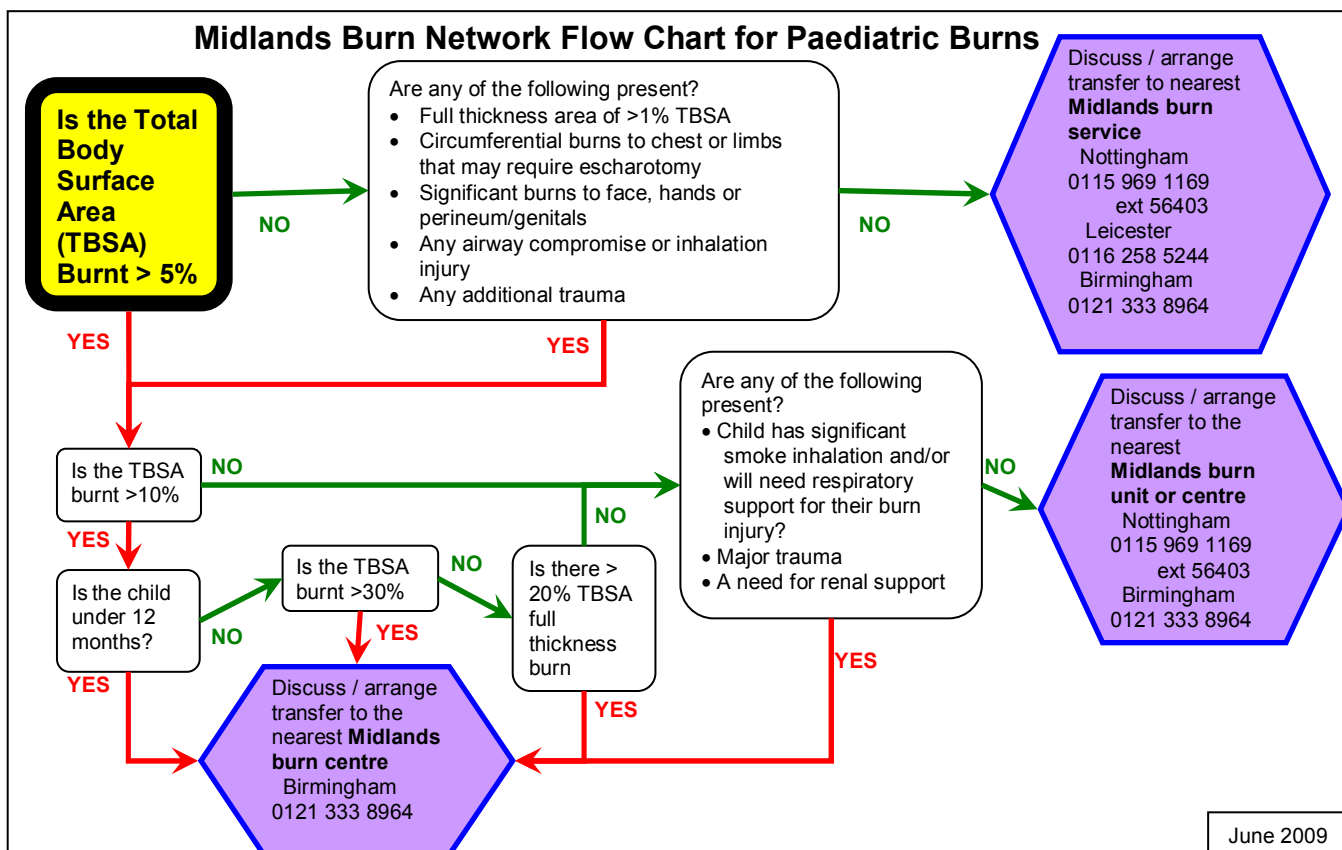 Midlands Burn Network Flow Chart for Paediatric Burns
Is the Total
Body
Surface
Area
(TBSA)
Burnt > 5%
NO
YES
Are any of the following present?
• Full thickness area of >1% TBSA
• Circumferential burns to chest or limbs
that may require escharotomy
• Significant burns to face, hands or
perineum/genitals
• Any airway compromise or inhalation
injury
• Any additional trauma
NO
YES
Discuss / arrange
transfer to nearest
Midlands burn
service
Nottingham
0115 969 1169
ext 56403
Leicester
0116 258 5244
Birmingham
0121 333 8964
Is the TBSA
burnt >10%
NO
YES
Are any of the following
present?
• Child has significant
smoke inhalation and/or
will need respiratory
support for their burn
injury?
• Major trauma
• A need for renal support
NO
YES
Discuss / arrange
transfer to the
nearest
Midlands burn
unit or centre
Nottingham
0115 969 1169
ext 56403
Birmingham
0121 333 8964
Is the child
under 12
months?
NO
YES
Is the TBSA
burnt >30%
NO
YES
Is there >
20% TBSA
full
thickness
burn
NO
YES
Discuss / arrange
transfer to the
nearest Midlands
burn centre
Birmingham
0121 333 8964
June 2009